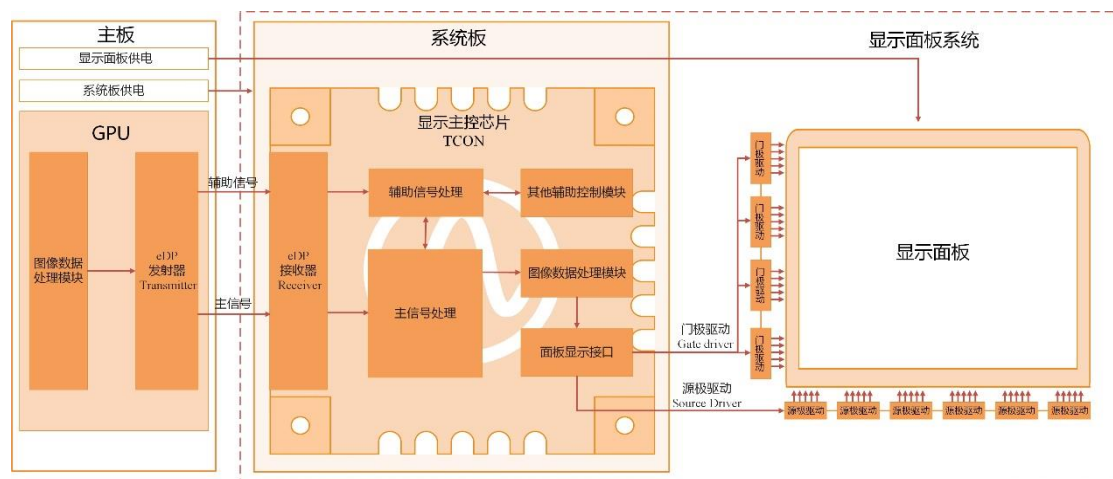 主板
显示面板供电
系统板供电
GPU
图像数据
处理模块
eDP
发射器
Transmitter
辅助信号
主信号
系统板
显示主控芯片
TCON
eDP
接收器
Receiver
辅助信号处理
其他辅助控制模块
主信号处理
图像数据处理模块
面板显示接口
显示面板系统
门极驱动
Gate driver
源极驱动
Source Driver
门极驱动
门极驱动
门极驱动
门极驱动
显示面板
源极驱动
源极驱动
源极驱动
源极驱动
源极驱动
源极驱动